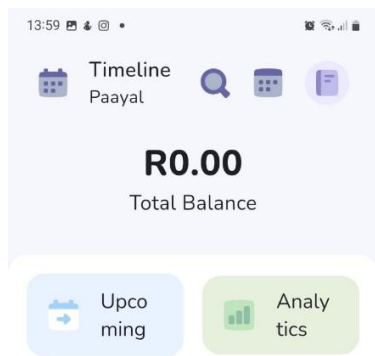 13:59
Timeline
Paayal
R0.00
Total Balance
Upco
ming
Analy
tics